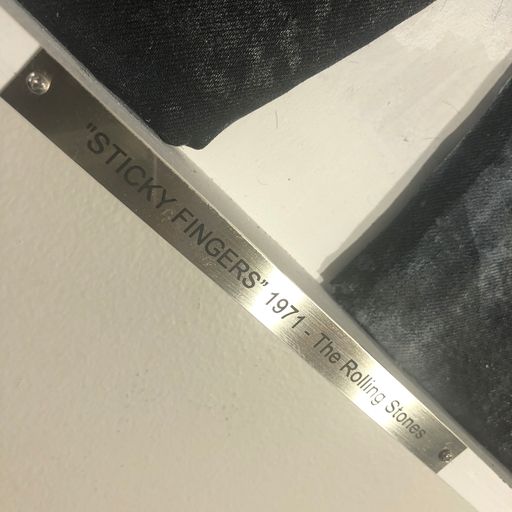 "STICKY FINGERS" 1971 - The Rolling Stones